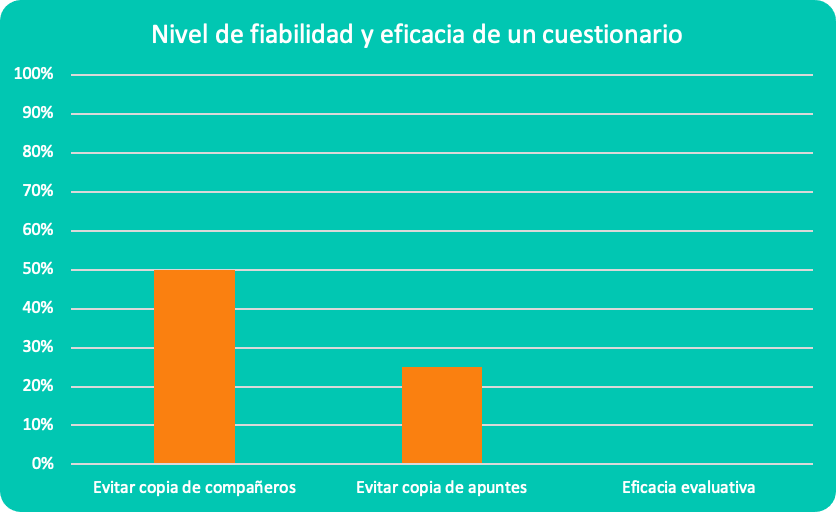 Nivel de fiabilidad y eficacia de un cuestionario
100%
90%
80%
70%
60%
50%
40%
30%
20%
10%
0%
Evitar copia de compañeros
Evitar copia de apuntes
Eficacia evaluativa